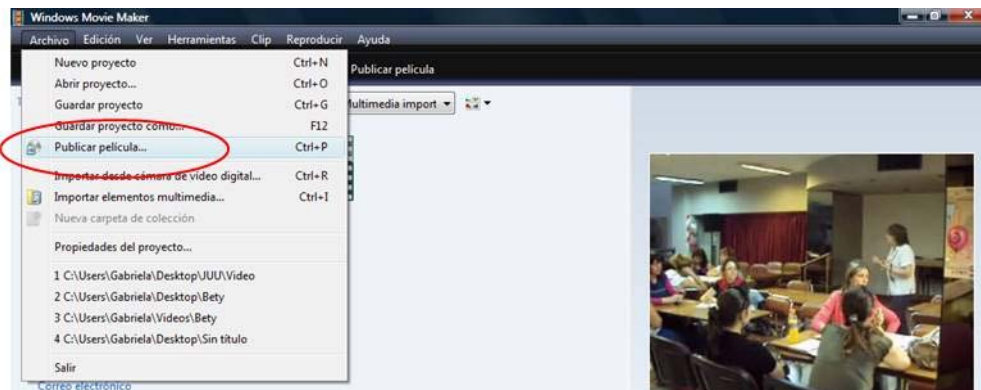 Windows Movie Maker
Archivo Edición Ver Herramientas Clip Reproducir Ayuda
Nuevo proyecto Ctrl+N
Publicar película
Abrir proyecto... Ctrl+O
Guardar proyecto Ctrl+G
Multimedia import
Guardar proyecto como... F12
Publicar película... Ctrl+P
Importar desde cámara de vídeo digital... Ctrl+R
Importar elementos multimedia... Ctrl+I
Nueva carpeta de colección
Propiedades del proyecto...
1 C:\Users\Gabriela\Desktop\JUU\Video
2 C:\Users\Gabriela\Desktop\Bety
3 C:\Users\Gabriela\Videos\Bety
4 C:\Users\Gabriela\Desktop\Sin título
Salir
Correo electrónico